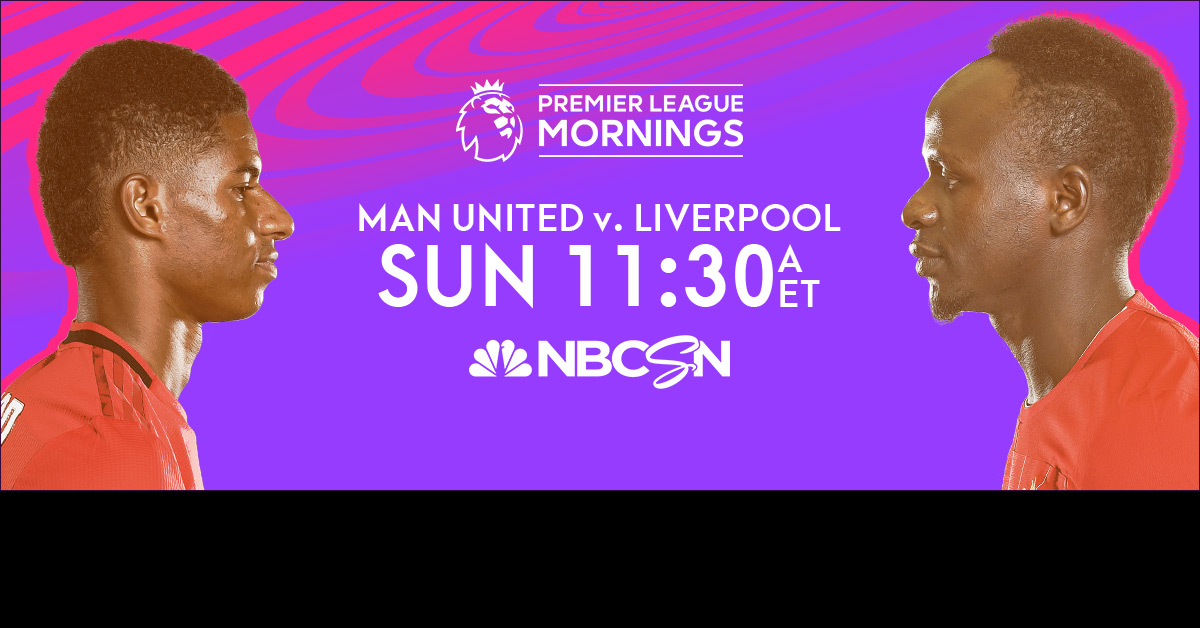 PREMIER LEAGUE
MORNINGS
MAN UNITED v. LIVERPOOL
SUN 11:30 A ET
NBCSN